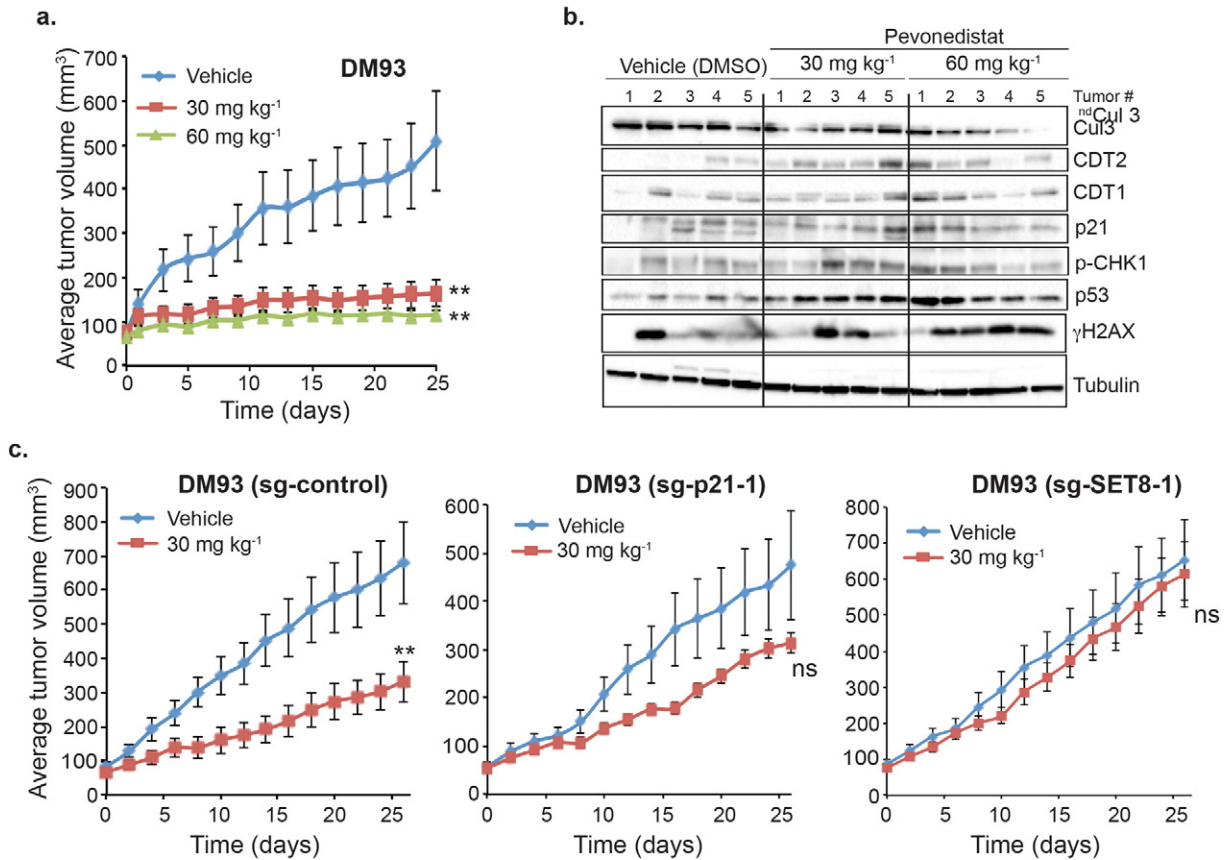 a.
DM93
Average tumor volume (mm³)
700
600
500
400
300
200
100
0
Vehicle
30 mg kg⁻¹
60 mg kg⁻¹
**
**
0 5 10 15 20 25
Time (days)
b.
Pevonedistat
Vehicle (DMSO) 30 mg kg⁻¹ 60 mg kg⁻¹
1 2 3 4 5 1 2 3 4 5 1 2 3 4 5 Tumor #
ndCul 3
Cul3
CDT2
CDT1
p21
p-CHK1
p53
γH2AX
Tubulin
c.
DM93 (sg-control)
Average tumor volume (mm³)
900
800
700
600
500
400
300
200
100
0
Vehicle
30 mg kg⁻¹
**
0 5 10 15 20 25
Time (days)
DM93 (sg-p21-1)
600
500
400
300
200
100
0
Vehicle
30 mg kg⁻¹
ns
0 5 10 15 20 25
Time (days)
DM93 (sg-SET8-1)
900
800
700
600
500
400
300
200
100
0
Vehicle
30 mg kg⁻¹
ns
0 5 10 15 20 25
Time (days)